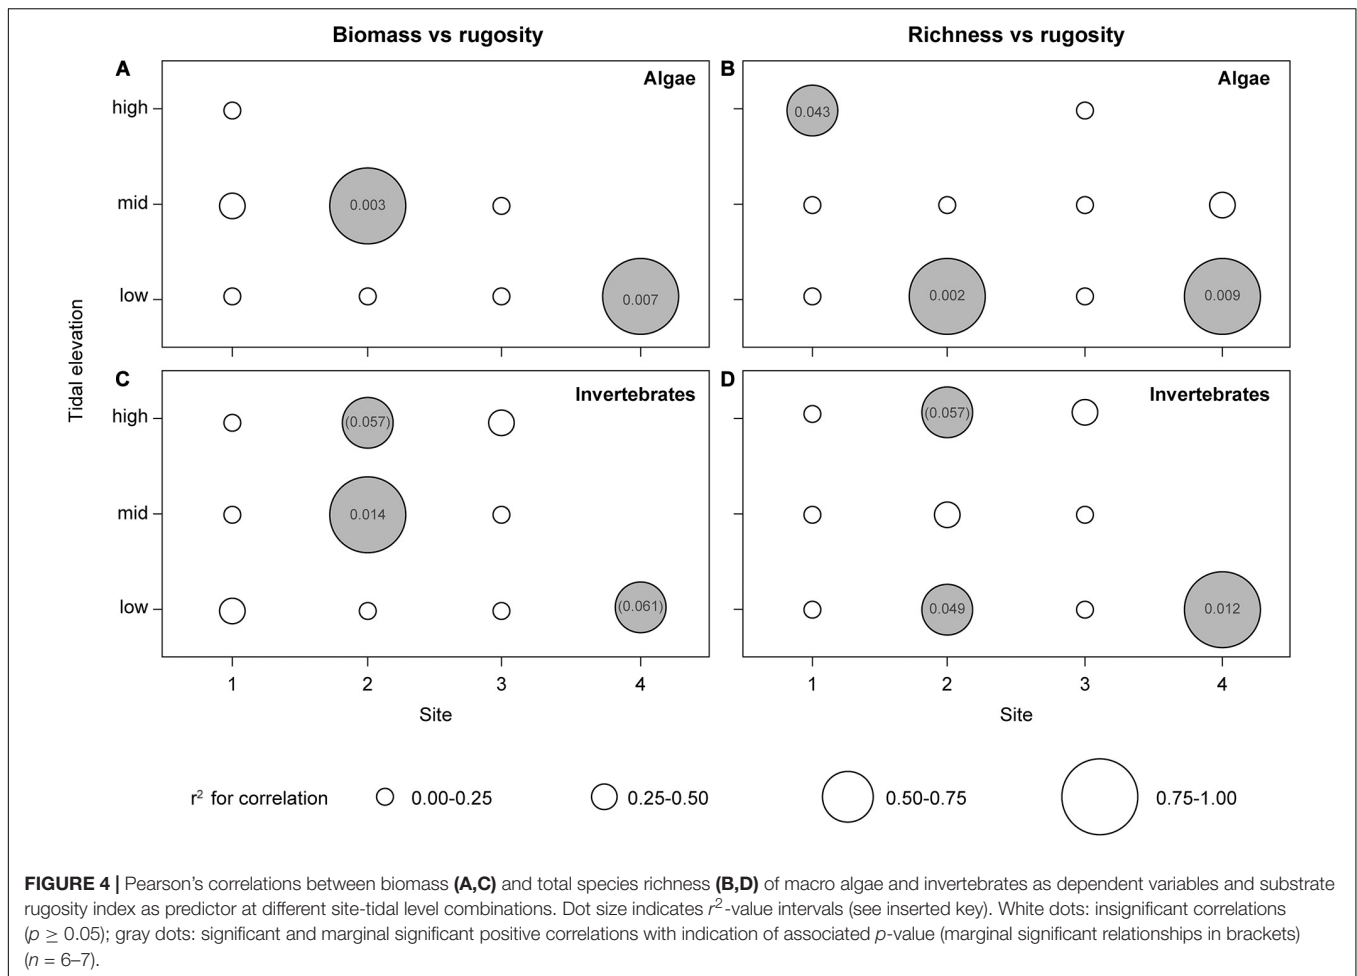 Biomass vs rugosity
Richness vs rugosity
A
Algae
B
Algae
high
0.043
mid
0.003
low
0.007
0.002
0.009
Tidal elevation
C
Invertebrates
D
Invertebrates
high
(0.057)
(0.057)
mid
0.014
low
(0.061)
0.049
0.012
1 2 3 4
1 2 3 4
Site
Site
r² for correlation 0.00-0.25 0.25-0.50 0.50-0.75 0.75-1.00
FIGURE 4 | Pearson's correlations between biomass (A,C) and total species richness (B,D) of macro algae and invertebrates as dependent variables and substrate
rugosity index as predictor at different site-tidal level combinations. Dot size indicates r²-value intervals (see inserted key). White dots: insignificant correlations
(p ≥ 0.05); gray dots: significant and marginal significant positive correlations with indication of associated p-value (marginal significant relationships in brackets)
(n = 6–7).